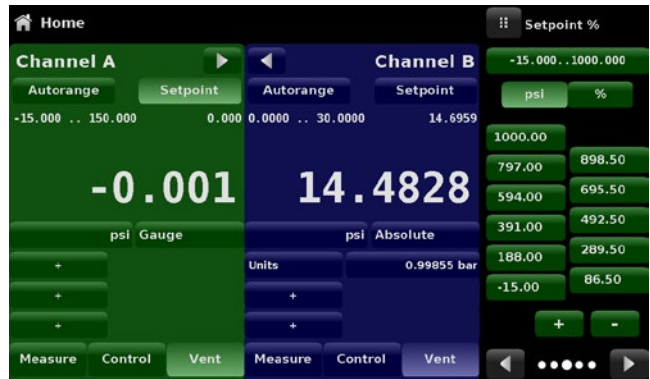 Home
Setpoint %
Channel A
Channel B
Autorange Setpoint
Autorange Setpoint
-15.000 .. 150.000 0.000
0.0000 .. 30.0000 14.6959
-0.001
14.4828
psi Gauge
psi Absolute
+
Units 0.99855 bar
+
+
+
+
Measure Control Vent
Measure Control Vent
-15.000..1000.000
psi %
1000.00
898.50
797.00
695.50
594.00
492.50
391.00
289.50
188.00
86.50
-15.00
+ -